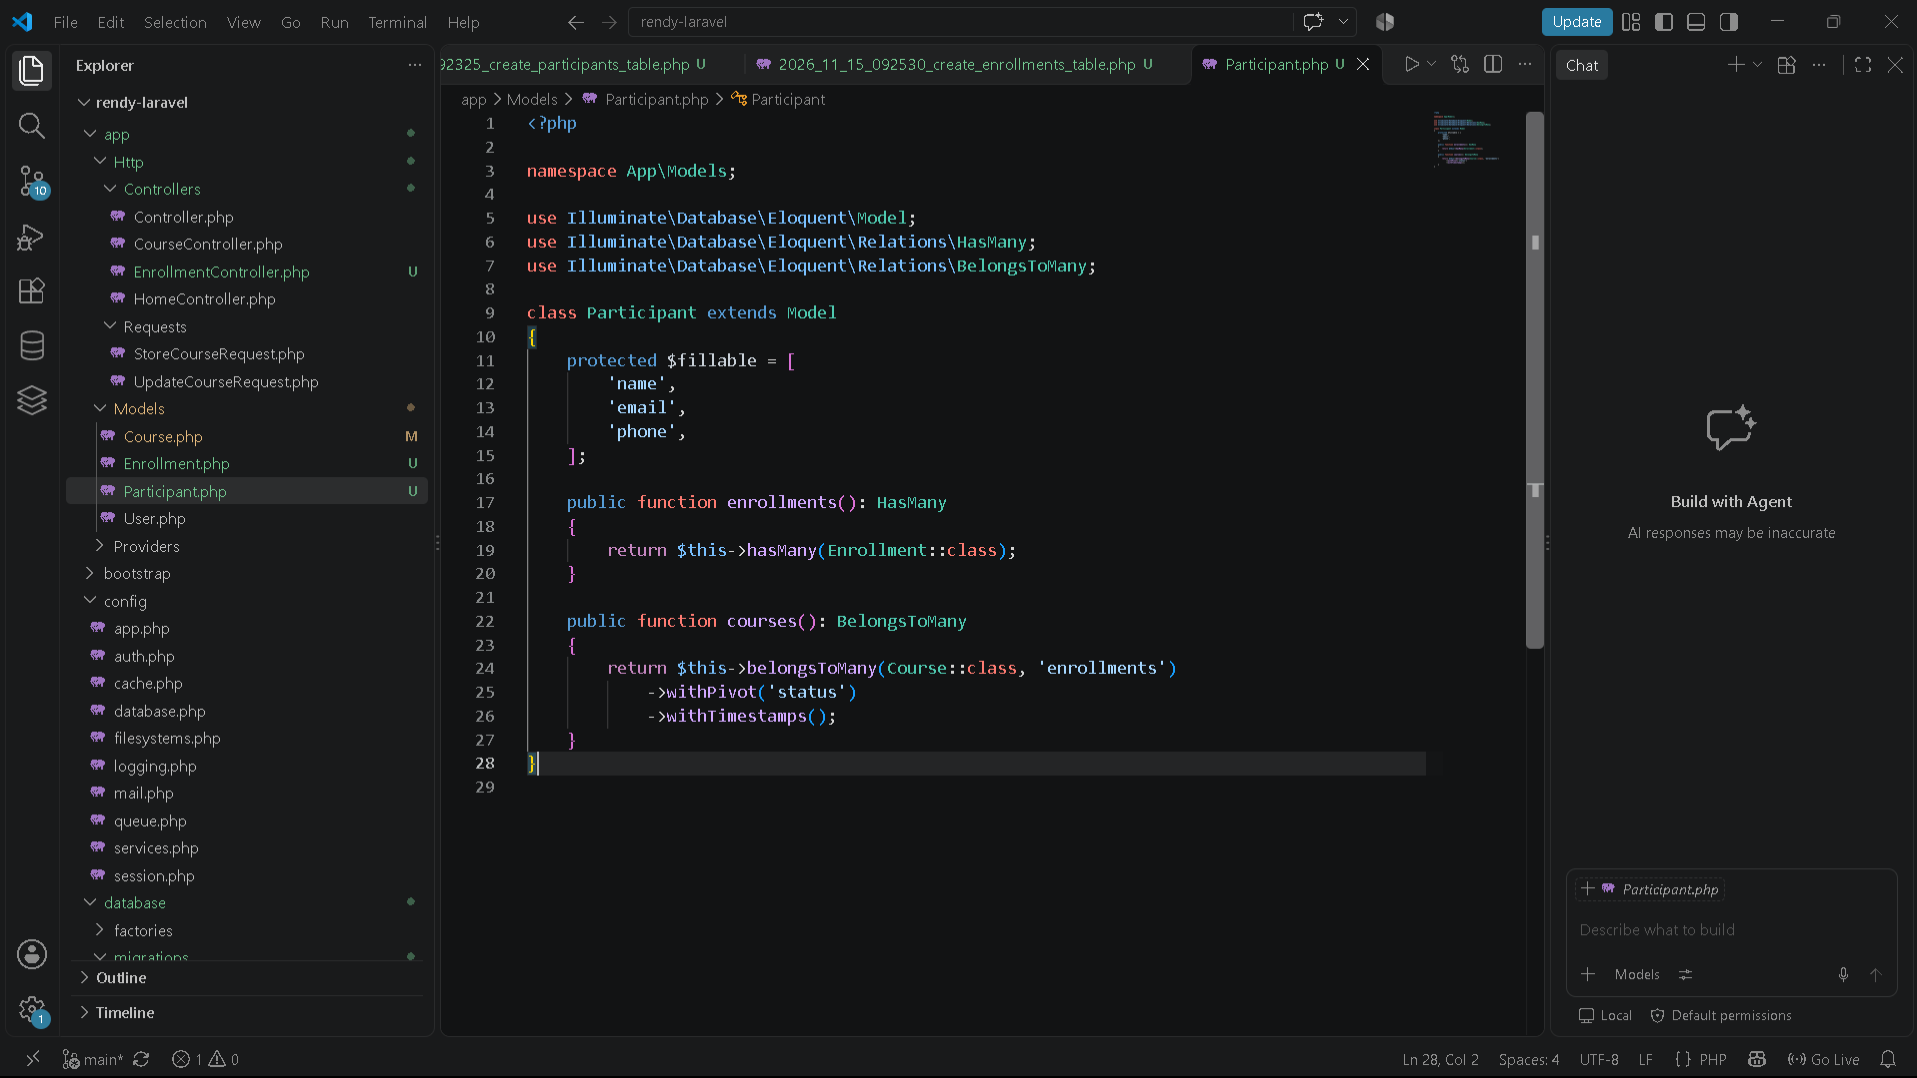 File Edit Selection View Go Run Terminal Help
rendy-laravel
Update
Explorer
rendy-laravel
app
Http
Controllers
Controller.php
CourseController.php
EnrollmentController.php U
HomeController.php
Requests
StoreCourseRequest.php
UpdateCourseRequest.php
Models
Course.php M
Enrollment.php U
Participant.php U
User.php
Providers
bootstrap
config
app.php
auth.php
cache.php
database.php
filesystems.php
logging.php
mail.php
queue.php
services.php
session.php
database
factories
migrations
Outline
Timeline
10
1
92325_create_participants_table.php U
2026_11_15_092530_create_enrollments_table.php U
Participant.php U
app > Models > Participant.php > Participant
1 <?php
2
3 namespace App\Models;
4
5 use Illuminate\Database\Eloquent\Model;
6 use Illuminate\Database\Eloquent\Relations\HasMany;
7 use Illuminate\Database\Eloquent\Relations\BelongsToMany;
8
9 class Participant extends Model
10 {
11 protected $fillable = [
12 'name',
13 'email',
14 'phone',
15 ];
16
17 public function enrollments(): HasMany
18 {
19 return $this->hasMany(Enrollment::class);
20 }
21
22 public function courses(): BelongsToMany
23 {
24 return $this->belongsToMany(Course::class, 'enrollments')
25 ->withPivot('status')
26 ->withTimestamps();
27 }
28 }
29
Chat
Build with Agent
AI responses may be inaccurate
Participant.php
Describe what to build
Models
Local Default permissions
main* 1 0
Ln 28, Col 2 Spaces: 4 UTF-8 LF { } PHP Go Live